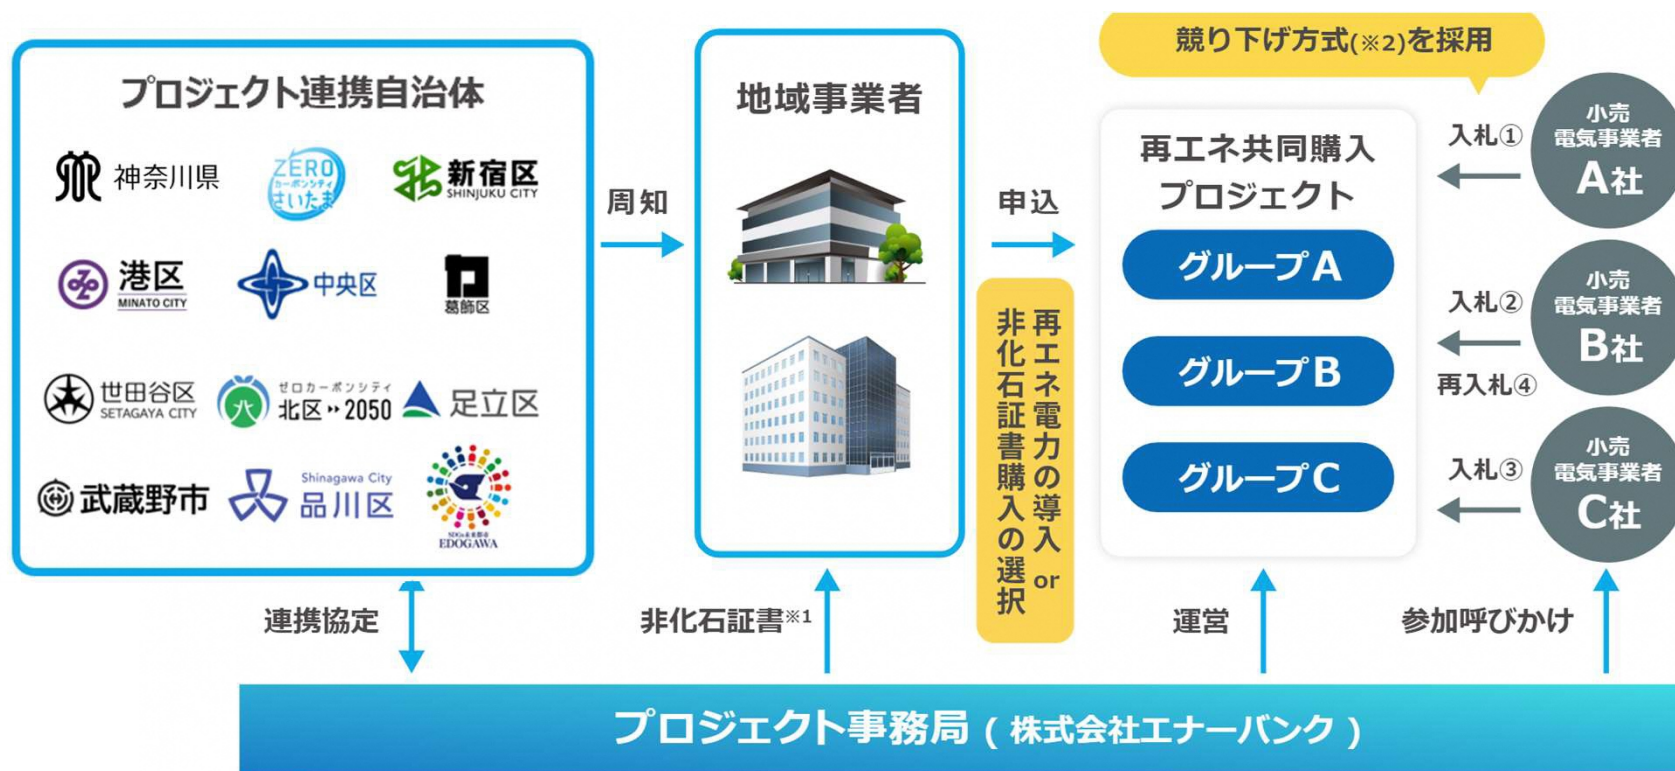 プロジェクト連携自治体
神奈川県
ZERO
カーボンシティ
さいたま
新宿区
SHINJUKU CITY
港区
MINATO CITY
中央区
葛飾区
世田谷区
SETAGAYA CITY
ゼロカーボンシティ
北区▸▸2050
足立区
武蔵野市
Shinagawa City
品川区
SDGs未来都市
EDOGAWA
周知
地域事業者
申込
再エネ電力の導入 or
非化石証書購入の選択
競り下げ方式(※2)を採用
再エネ共同購入
プロジェクト
グループA
グループB
グループC
入札①
小売
電気事業者
A社
入札②
再入札④
小売
電気事業者
B社
入札③
小売
電気事業者
C社
連携協定
非化石証書※1
運営
参加呼びかけ
プロジェクト事務局 ( 株式会社エナーバンク )